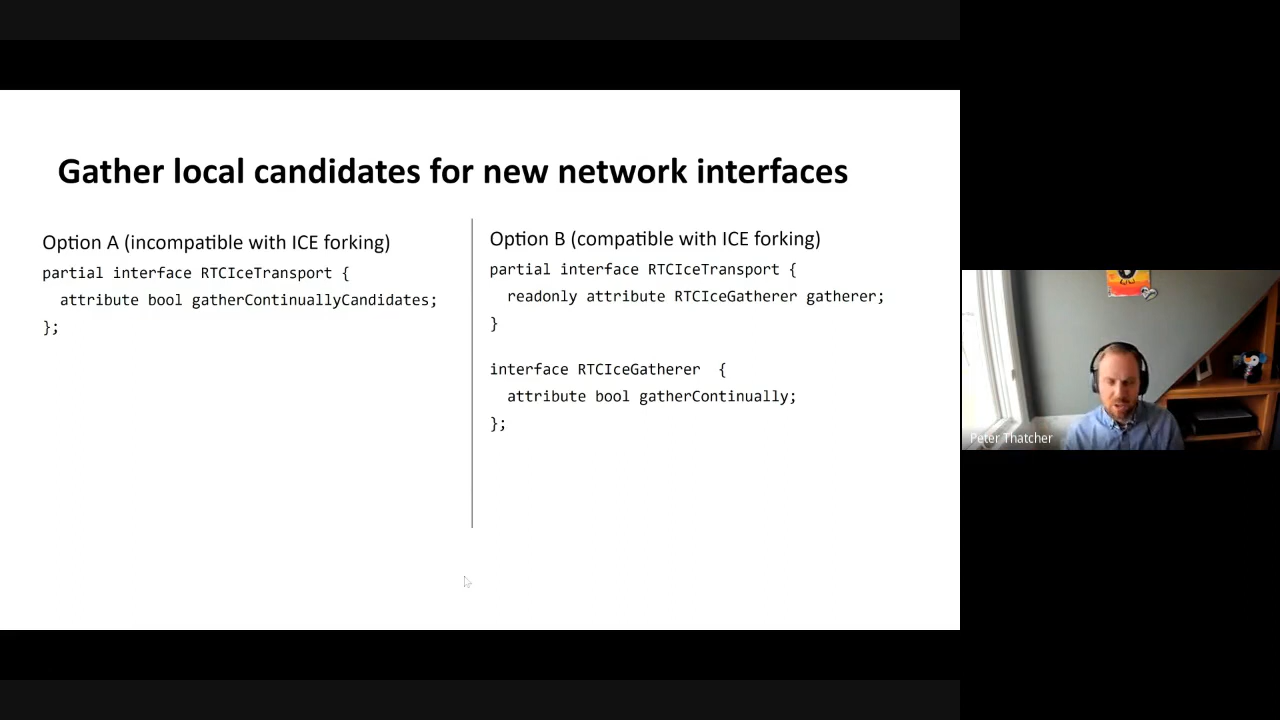 Gather local candidates for new network interfaces
Option A (incompatible with ICE forking)
partial interface RTCIceTransport {
attribute bool gatherContinuallyCandidates;
};
Option B (compatible with ICE forking)
partial interface RTCIceTransport {
readonly attribute RTCIceGatherer gatherer;
}
interface RTCIceGatherer {
attribute bool gatherContinually;
};
Peter Thatcher